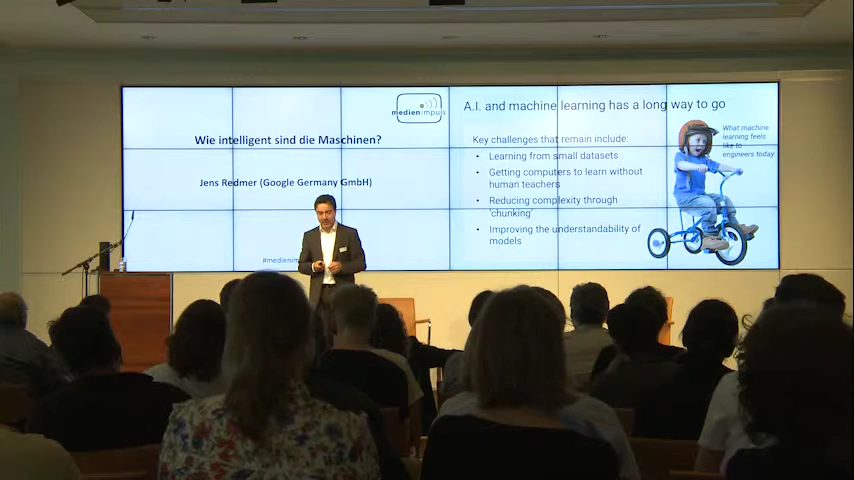 medienimpuls
Wie intelligent sind die Maschinen?
Jens Redmer (Google Germany GmbH)
#medienim
A.I. and machine learning has a long way to go
Key challenges that remain include:
• Learning from small datasets
• Getting computers to learn without
human teachers
• Reducing complexity through
'chunking'
• Improving the understandability of
models
What machine
learning feels
like to
engineers today